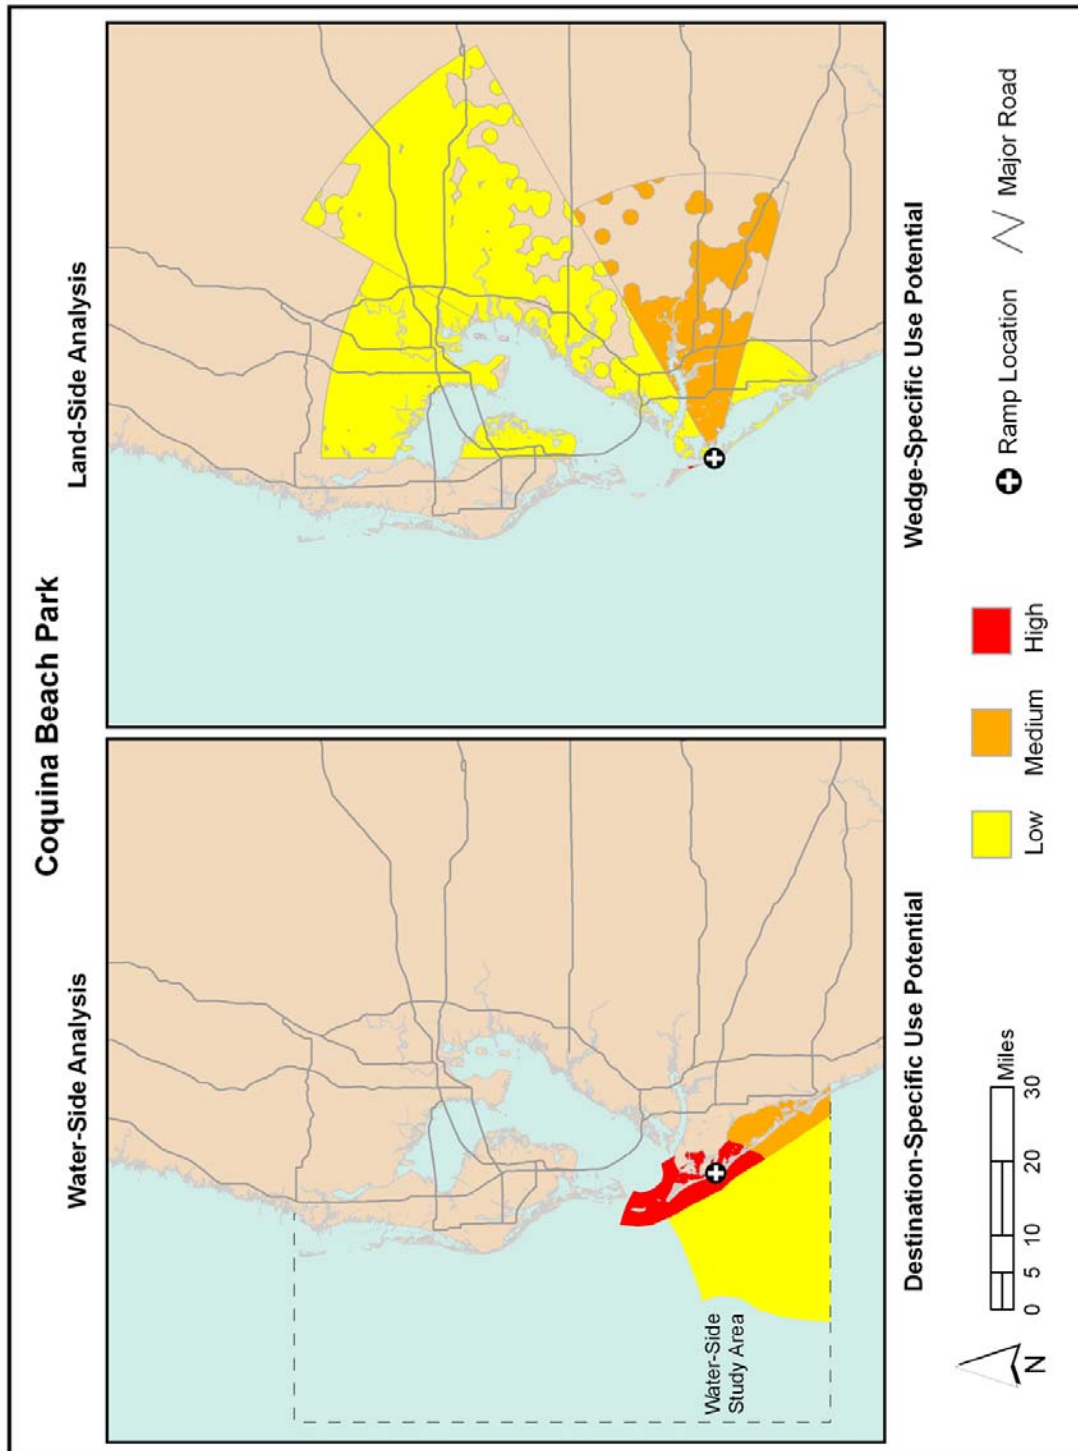 Coquina Beach Park
Water-Side Analysis
Land-Side Analysis
Water-Side
Study Area
Destination-Specific Use Potential
Wedge-Specific Use Potential
N
0 5 10 20 30
Miles
Low
Medium
High
Ramp Location
Major Road